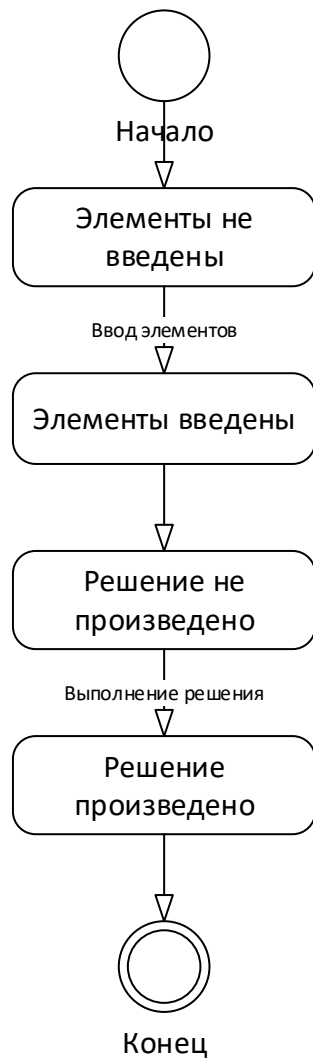 Начало
Элементы не
введены
Ввод элементов
Элементы введены
Решение не
произведено
Выполнение решения
Решение
произведено
Конец